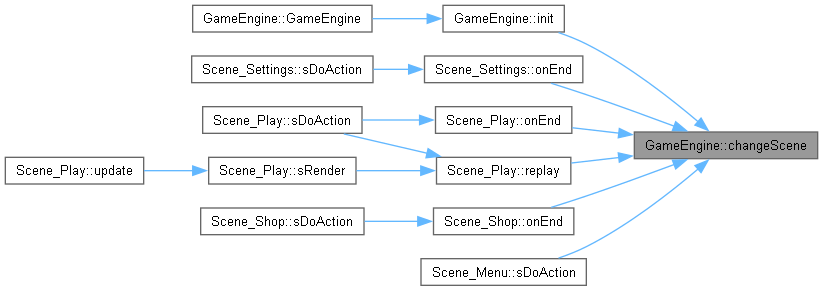 GameEngine::GameEngine
GameEngine::init
Scene_Settings::sDoAction
Scene_Settings::onEnd
Scene_Play::sDoAction
Scene_Play::onEnd
GameEngine::changeScene
Scene_Play::update
Scene_Play::sRender
Scene_Play::replay
Scene_Shop::sDoAction
Scene_Shop::onEnd
Scene_Menu::sDoAction